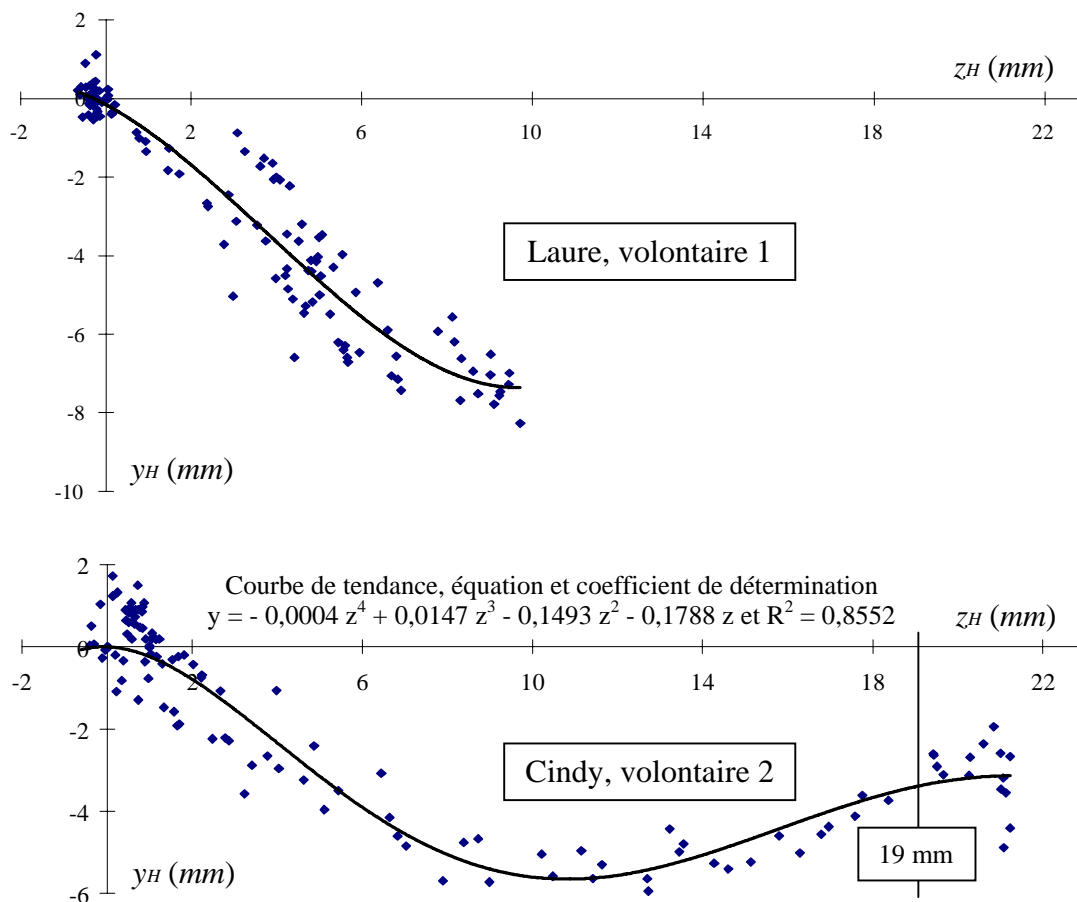 2
zH (mm)
0
-2 2 6 10 14 18 22
-2
-4
Laure, volontaire 1
-6
-8
yH (mm)
-10
2
Courbe de tendance, équation et coefficient de détermination
y = - 0,0004 z⁴ + 0,0147 z³ - 0,1493 z² - 0,1788 z et R² = 0,8552
zH (mm)
0
-2 2 6 10 14 18 22
-2
Cindy, volontaire 2
-4
19 mm
yH (mm)
-6